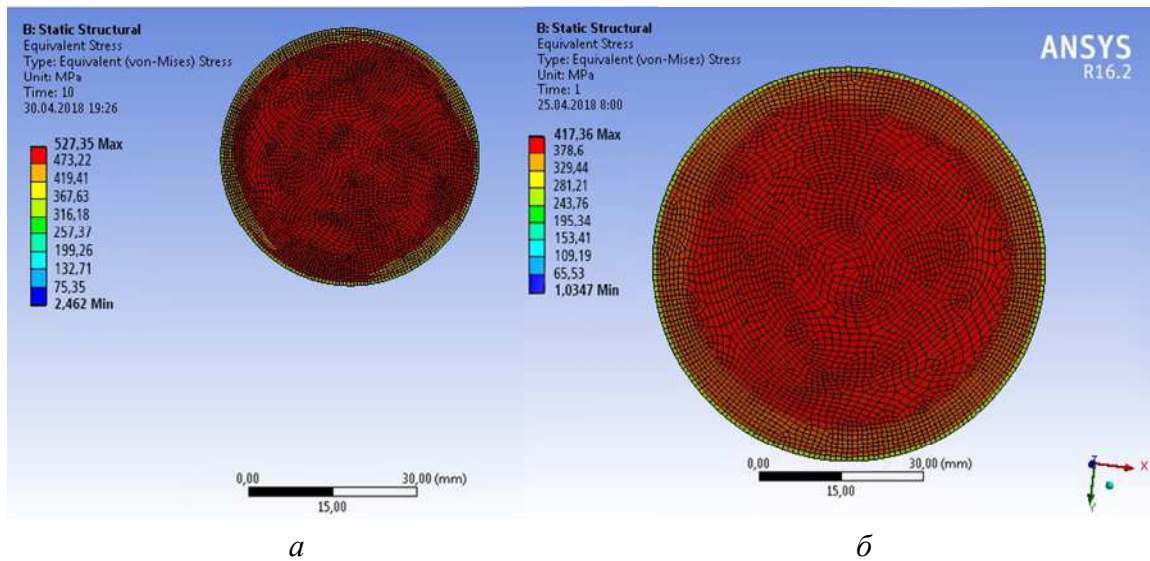 B: Static Structural
Equivalent Stress
Type: Equivalent (von-Mises) Stress
Unit: MPa
Time: 10
30.04.2018 19:26
527,35 Max
473,22
419,41
367,63
316,18
257,37
199,26
132,71
75,35
2,462 Min
0,00
30,00 (mm)
15,00
B: Static Structural
Equivalent Stress
Type: Equivalent (von-Mises) Stress
Unit: MPa
Time: 1
25.04.2018 8:00
ANSYS
R16.2
417,36 Max
378,6
329,44
281,21
243,76
195,34
153,41
109,19
65,53
1,0347 Min
0,00
30,00 (mm)
15,00
Z
X
Y
а
б